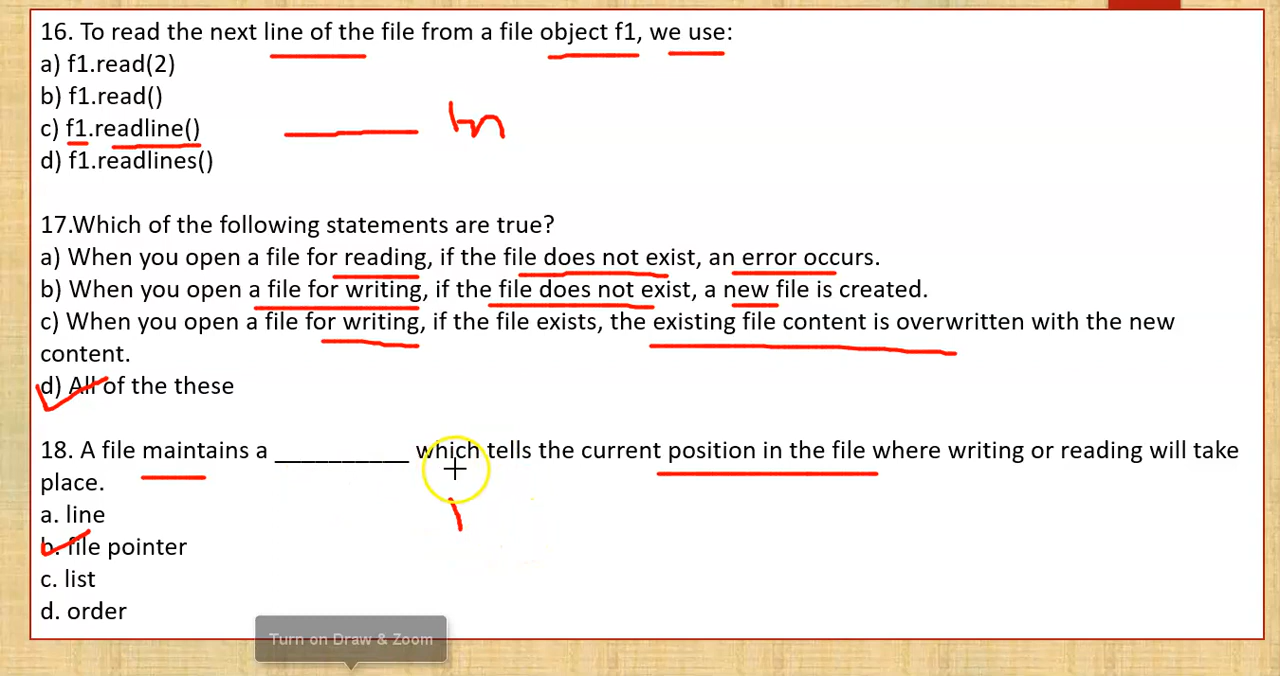 16. To read the next line of the file from a file object f1, we use:
a) f1.read(2)
b) f1.read()
c) f1.readline()
d) f1.readlines()
17.Which of the following statements are true?
a) When you open a file for reading, if the file does not exist, an error occurs.
b) When you open a file for writing, if the file does not exist, a new file is created.
c) When you open a file for writing, if the file exists, the existing file content is overwritten with the new
content.
d) All of the these
18. A file maintains a __________ which tells the current position in the file where writing or reading will take
place.
a. line
b. file pointer
c. list
d. order
Turn on Draw & Zoom